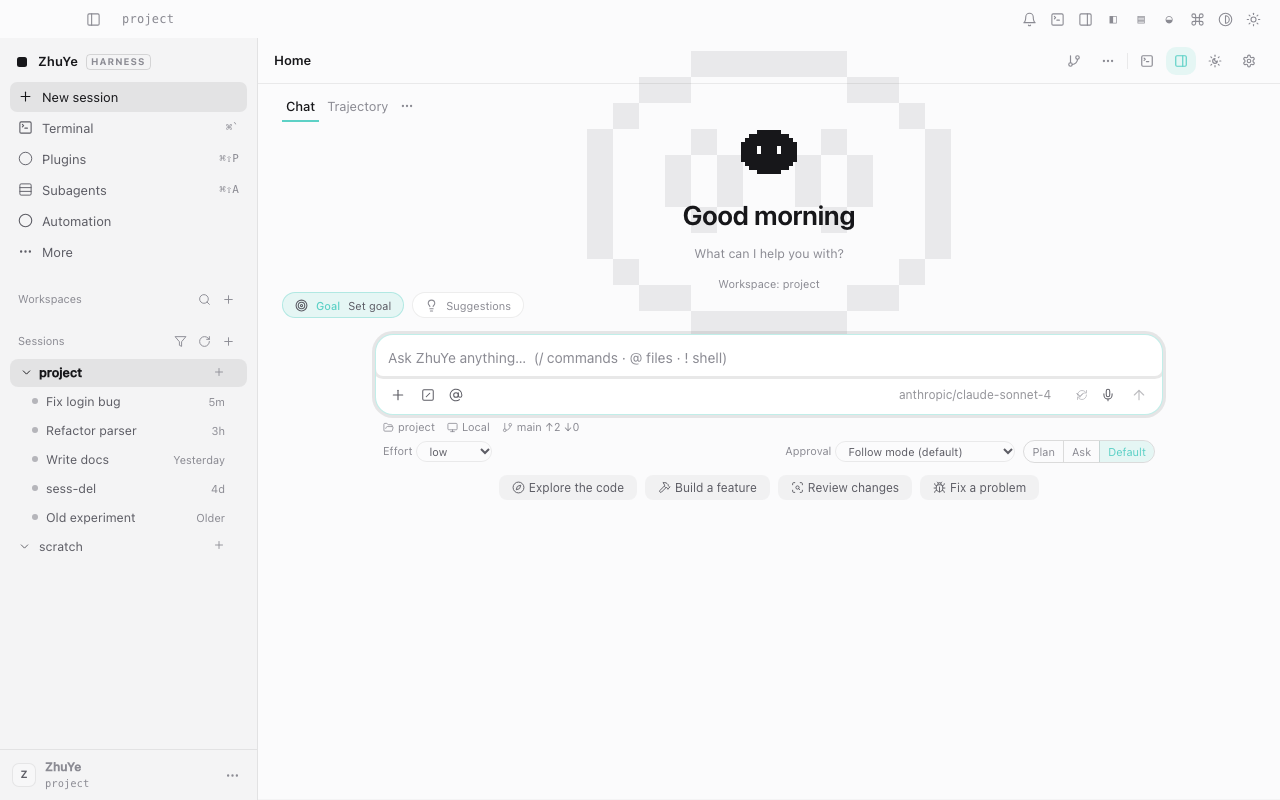 project
ZhuYe HARNESS
New session
Terminal ⌘`
Plugins ⌘⇧P
Subagents ⌘⇧A
Automation
More
Workspaces
Sessions
project
Fix login bug 5m
Refactor parser 3h
Write docs Yesterday
sess-del 4d
Old experiment Older
scratch
Z ZhuYe
project
Home
Chat Trajectory
Good morning
What can I help you with?
Workspace: project
Goal Set goal Suggestions
Ask ZhuYe anything... (/ commands · @ files · ! shell)
anthropic/claude-sonnet-4
project Local main ↑2 ↓0
Effort low Approval Follow mode (default) Plan Ask Default
Explore the code Build a feature Review changes Fix a problem